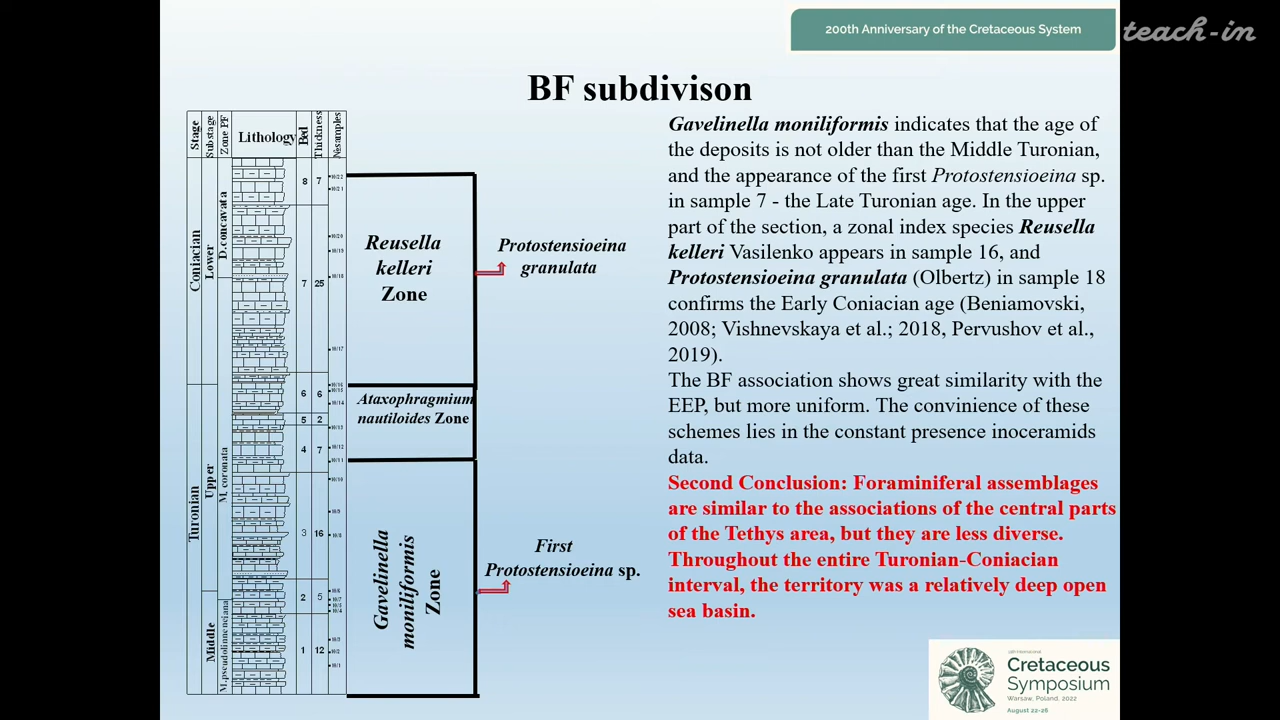 200th Anniversary of the Cretaceous System
teach-in
BF subdivison
Stage
Substage
Zone PF
Lithology
Bed
Thickness
№samples
Coniacian
Lower
D.concavata
Turonian
Upper
M. coronata
Middle
M.pseudolinneiana
8 7
7 25
6 6
5 2
4 7
3 16
2 5
1 12
Reusella
kelleri
Zone
Ataxophragmium
nautiloides Zone
Gavelinella
moniliformis
Zone
Protostensioeina
granulata
First
Protostensioeina sp.
Gavelinella moniliformis indicates that the age of
the deposits is not older than the Middle Turonian,
and the appearance of the first Protostensioeina sp.
in sample 7 - the Late Turonian age. In the upper
part of the section, a zonal index species Reusella
kelleri Vasilenko appears in sample 16, and
Protostensioeina granulata (Olbertz) in sample 18
confirms the Early Coniacian age (Beniamovski,
2008; Vishnevskaya et al.; 2018, Pervushov et al.,
2019).
The BF association shows great similarity with the
EEP, but more uniform. The convinience of these
schemes lies in the constant presence inoceramids
data.
Second Conclusion: Foraminiferal assemblages
are similar to the associations of the central parts
of the Tethys area, but they are less diverse.
Throughout the entire Turonian-Coniacian
interval, the territory was a relatively deep open
sea basin.
Cretaceous
Symposium
Warsaw, Poland, 2022
August 22-26